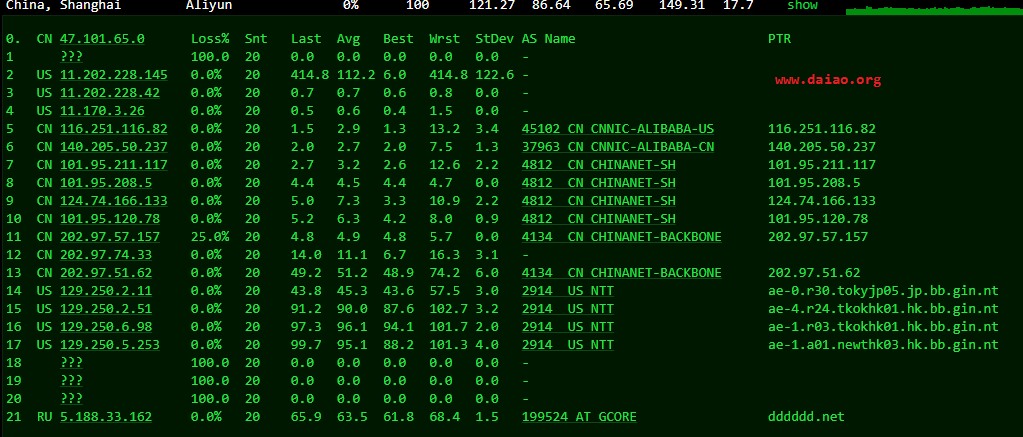 China, Shanghai Aliyun 0% 100 121.27 86.64 65.69 149.31 17.7 show
0. CN 47.101.65.0 Loss% Snt Last Avg Best Wrst StDev AS Name PTR
1 ??? 100.0 20 0.0 0.0 0.0 0.0 0.0 -
2 US 11.202.228.145 0.0% 20 414.8 112.2 6.0 414.8 122.6 -
www.daiao.org
3 US 11.202.228.42 0.0% 20 0.7 0.7 0.6 0.8 0.0 -
4 US 11.170.3.26 0.0% 20 0.5 0.6 0.4 1.5 0.0 -
5 CN 116.251.116.82 0.0% 20 1.5 2.9 1.3 13.2 3.4 45102 CN CNNIC-ALIBABA-US 116.251.116.82
6 CN 140.205.50.237 0.0% 20 2.0 2.7 2.0 7.5 1.3 37963 CN CNNIC-ALIBABA-CN 140.205.50.237
7 CN 101.95.211.117 0.0% 20 2.7 3.2 2.6 12.6 2.2 4812 CN CHINANET-SH 101.95.211.117
8 CN 101.95.208.5 0.0% 20 4.4 4.5 4.4 4.7 0.0 4812 CN CHINANET-SH 101.95.208.5
9 CN 124.74.166.133 0.0% 20 5.0 7.3 3.3 10.9 2.2 4812 CN CHINANET-SH 124.74.166.133
10 CN 101.95.120.78 0.0% 20 5.2 6.3 4.2 8.0 0.9 4812 CN CHINANET-SH 101.95.120.78
11 CN 202.97.57.157 25.0% 20 4.8 4.9 4.8 5.7 0.0 4134 CN CHINANET-BACKBONE 202.97.57.157
12 CN 202.97.74.33 0.0% 20 14.0 11.1 6.7 16.3 3.1 -
13 CN 202.97.51.62 0.0% 20 49.2 51.2 48.9 74.2 6.0 4134 CN CHINANET-BACKBONE 202.97.51.62
14 US 129.250.2.11 0.0% 20 43.8 45.3 43.6 57.5 3.0 2914 US NTT ae-0.r30.tokyjp05.jp.bb.gin.nt
15 US 129.250.2.51 0.0% 20 91.2 90.0 87.6 102.7 3.2 2914 US NTT ae-4.r24.tkokhk01.hk.bb.gin.nt
16 US 129.250.6.98 0.0% 20 97.3 96.1 94.1 101.7 2.0 2914 US NTT ae-1.r03.tkokhk01.hk.bb.gin.nt
17 US 129.250.5.253 0.0% 20 99.7 95.1 88.2 101.3 4.0 2914 US NTT ae-1.a01.newthk03.hk.bb.gin.nt
18 ??? 100.0 20 0.0 0.0 0.0 0.0 0.0 -
19 ??? 100.0 20 0.0 0.0 0.0 0.0 0.0 -
20 ??? 100.0 20 0.0 0.0 0.0 0.0 0.0 -
21 RU 5.188.33.162 0.0% 20 65.9 63.5 61.8 68.4 1.5 199524 AT GCORE dddddd.net